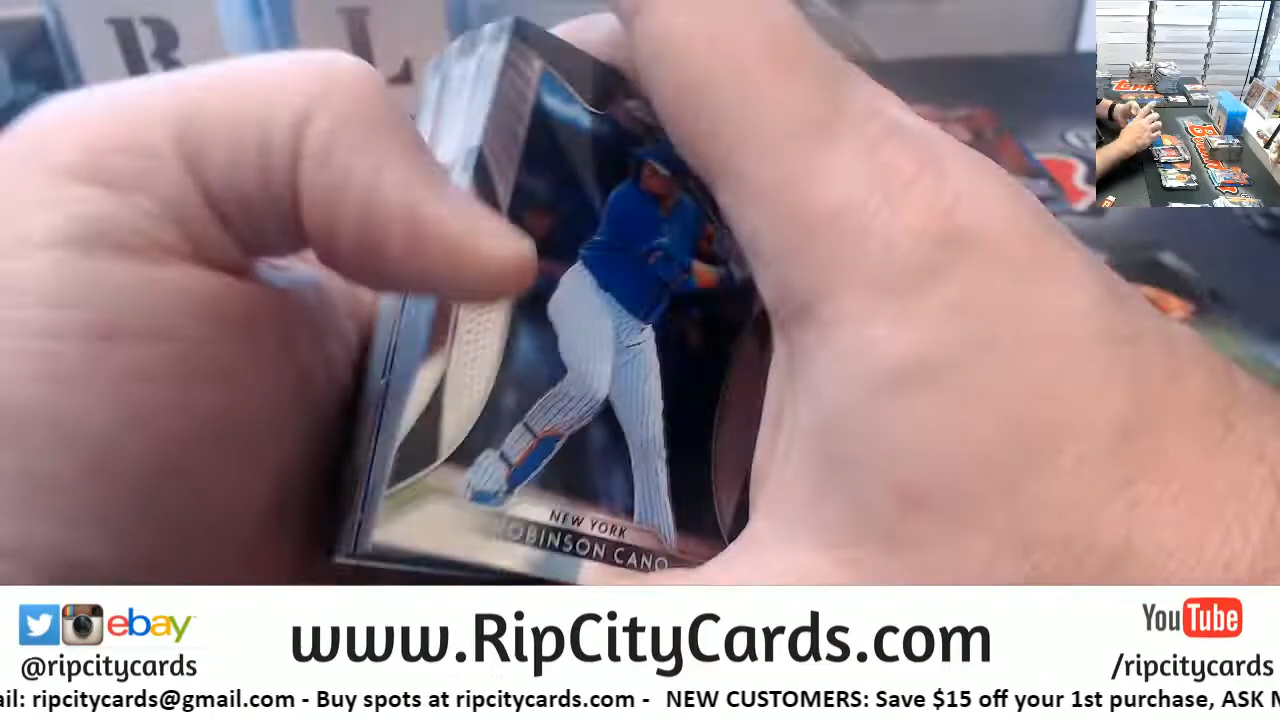 B L
NEW YORK
ROBINSON CANO
ebay
www.RipCityCards.com
YouTube
@ripcitycards
/ripcitycards
ail: ripcitycards@gmail.com - Buy spots at ripcitycards.com - NEW CUSTOMERS: Save $15 off your 1st purchase, ASK M